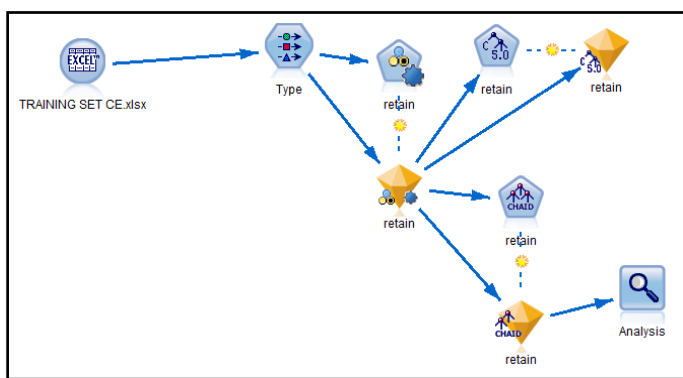 EXCEL
TRAINING SET CE.xlsx
Type
retain
C 5.0
retain
C 5.0
retain
retain
CHAID
retain
CHAID
retain
Analysis